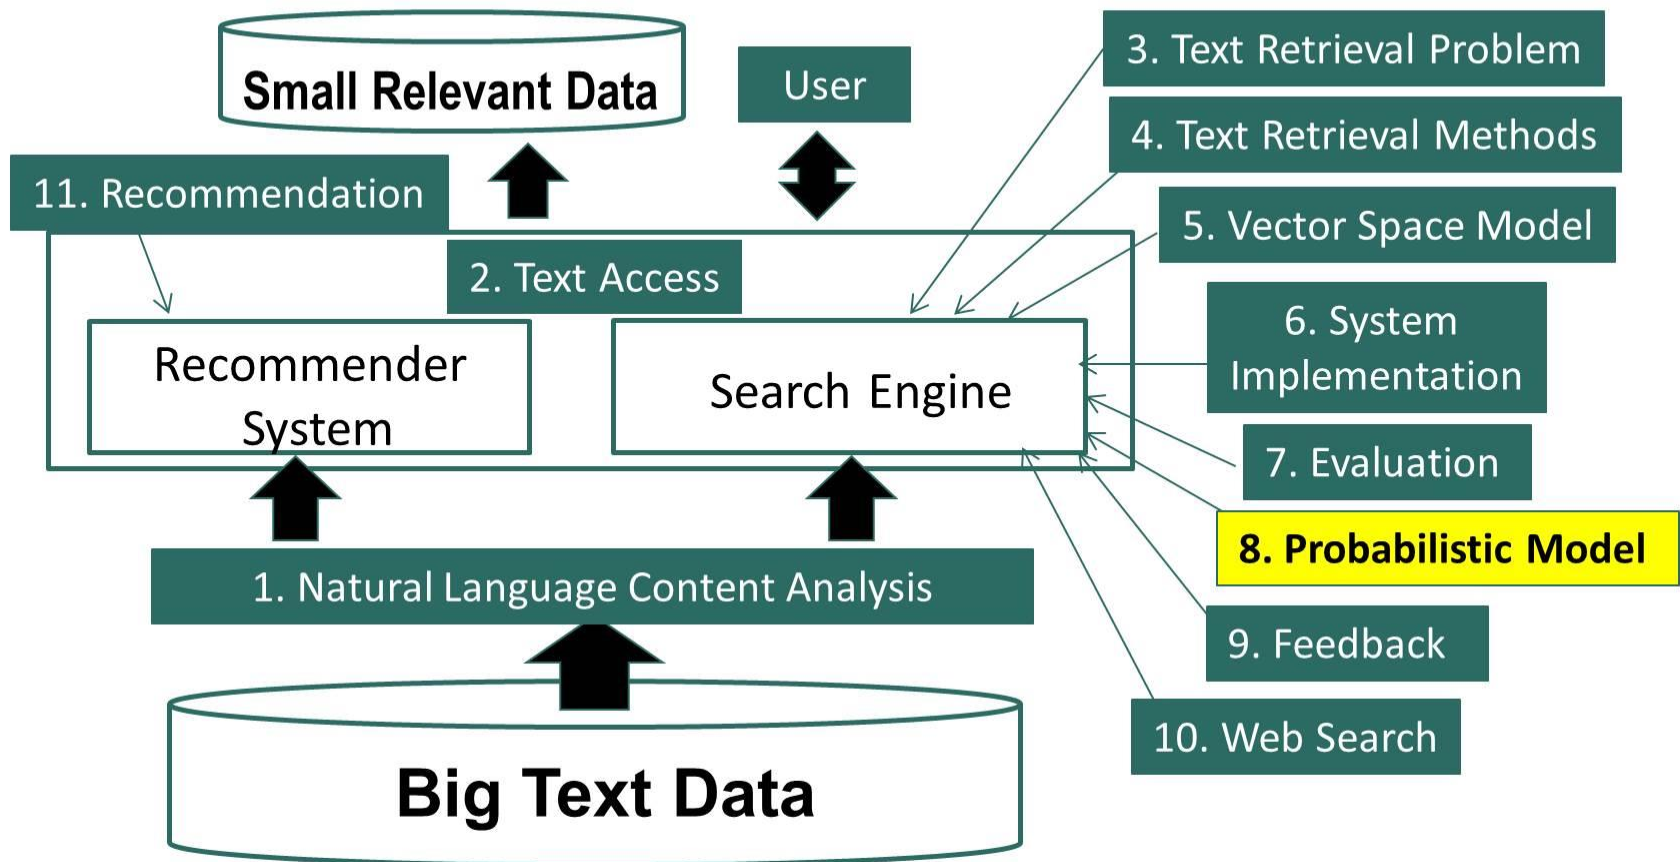 Small Relevant Data
User
3. Text Retrieval Problem
4. Text Retrieval Methods
11. Recommendation
5. Vector Space Model
2. Text Access
6. System
Implementation
Recommender
System
Search Engine
7. Evaluation
8. Probabilistic Model
1. Natural Language Content Analysis
9. Feedback
10. Web Search
Big Text Data